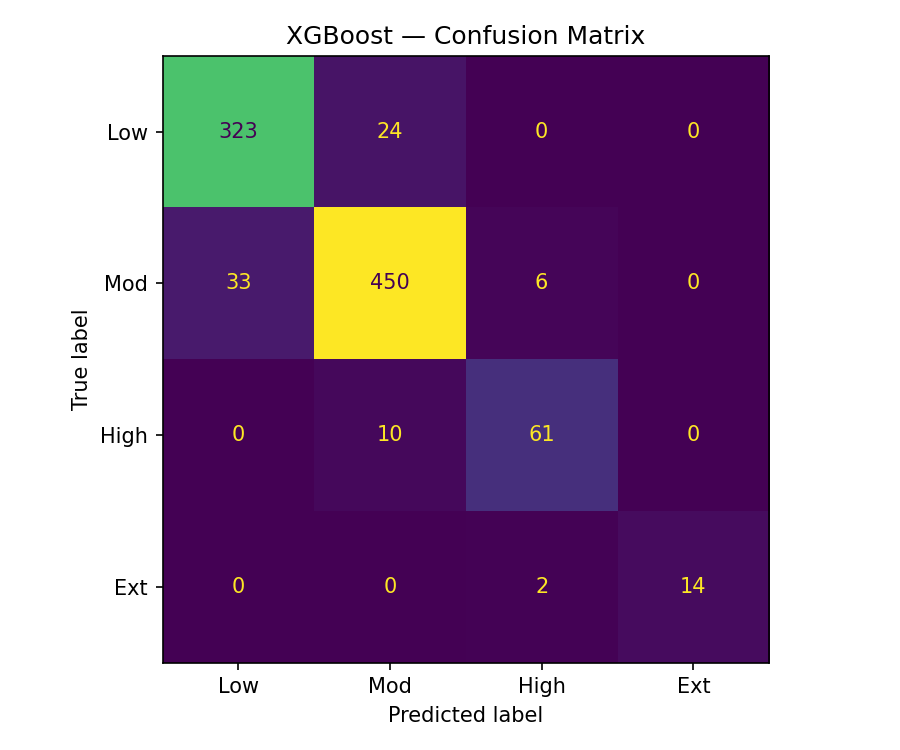 XGBoost — Confusion Matrix
True label
Low 323 24 0 0
Mod 33 450 6 0
High 0 10 61 0
Ext 0 0 2 14
Low Mod High Ext
Predicted label